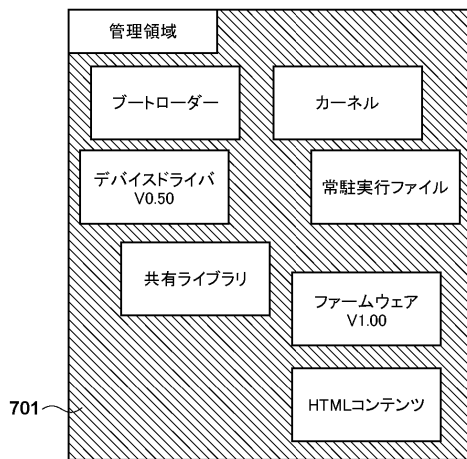 管理領域
ブートローダー
カーネル
デバイスドライバ
V0.50
常駐実行ファイル
共有ライブラリ
ファームウェア
V1.00
HTMLコンテンツ
701